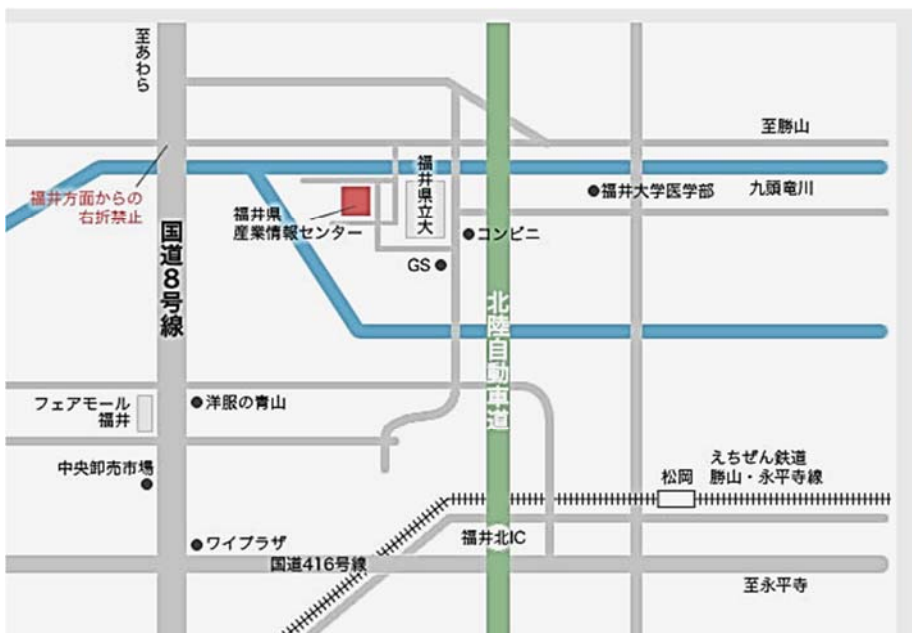 至あわら
至勝山
福井方面からの
右折禁止
福井県立大
福井大学医学部
九頭竜川
福井県
産業情報センター
コンビニ
GS
国道8号線
北陸自動車道
フェアモール
福井
洋服の青山
中央卸売市場
えちぜん鉄道
勝山・永平寺線
松岡
ワイプラザ
福井北IC
国道416号線
至永平寺